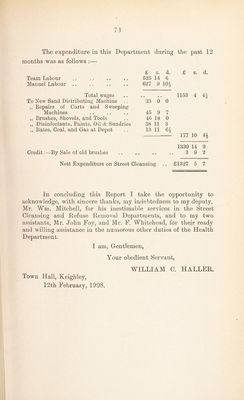 73
The expenditure in this Department during the past 12
months was as follows :—
£ s. d. £ s. d.
Team Labour .. .. .. .. 525 14 6
Manuel Labour .. .. .. .. 627 9 10½
Total wages .. .. .. 1153 4 4½
To New Sand Distributing Machine .. 33 0 0
„ Repairs of Carts and Sweeping
Machines .. .. .. 45 9 7
„ Brushes, Shovels, and Tools 46 18 0
„ Disinfectants, Paints, Oil & Sundries 38 11 3
„ Rates, Coal, and Gas at Depot .. 13 11 6½
177 10 4½
1330 14 9
Credit :—By Sale of old brushes .. .. .. .. 3 9 2
Nett Expenditure on Street Cleansing .. £1327 5 7
In concluding this Report I take the opportunity to
acknowledge, with sincere thanks, my indebtedness to my deputy,
Mr. Wm. Mitchell, for his inestimable services in the Street
Cleansing and Refuse Removal Departments, and to my two
assistants, Mr. John Foy, and Mr. F. Whitehead, for their ready
and willing assistance in the numerous other duties of the Health
Department.
I am, Gentlemen,
Your obedient Servant,
WILLIAM C. HALLER.
Town Hall, Keighley,
12th February, 1908.